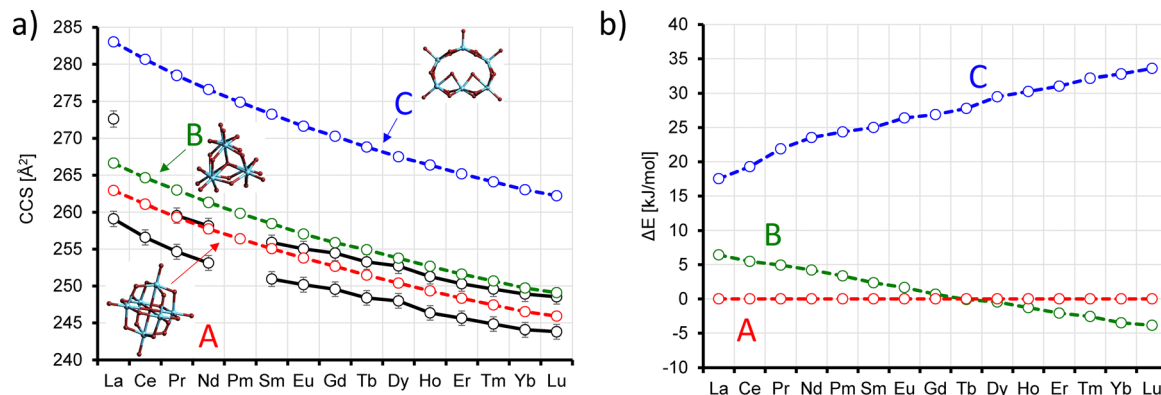 a)
285
280
275
270
265
260
255
250
245
240
CCS [Å²]
C
B
A
La Ce Pr Nd Pm Sm Eu Gd Tb Dy Ho Er Tm Yb Lu
b)
40
35
30
25
20
15
10
5
0
-5
-10
ΔE [kJ/mol]
C
B
A
La Ce Pr Nd Pm Sm Eu Gd Tb Dy Ho Er Tm Yb Lu